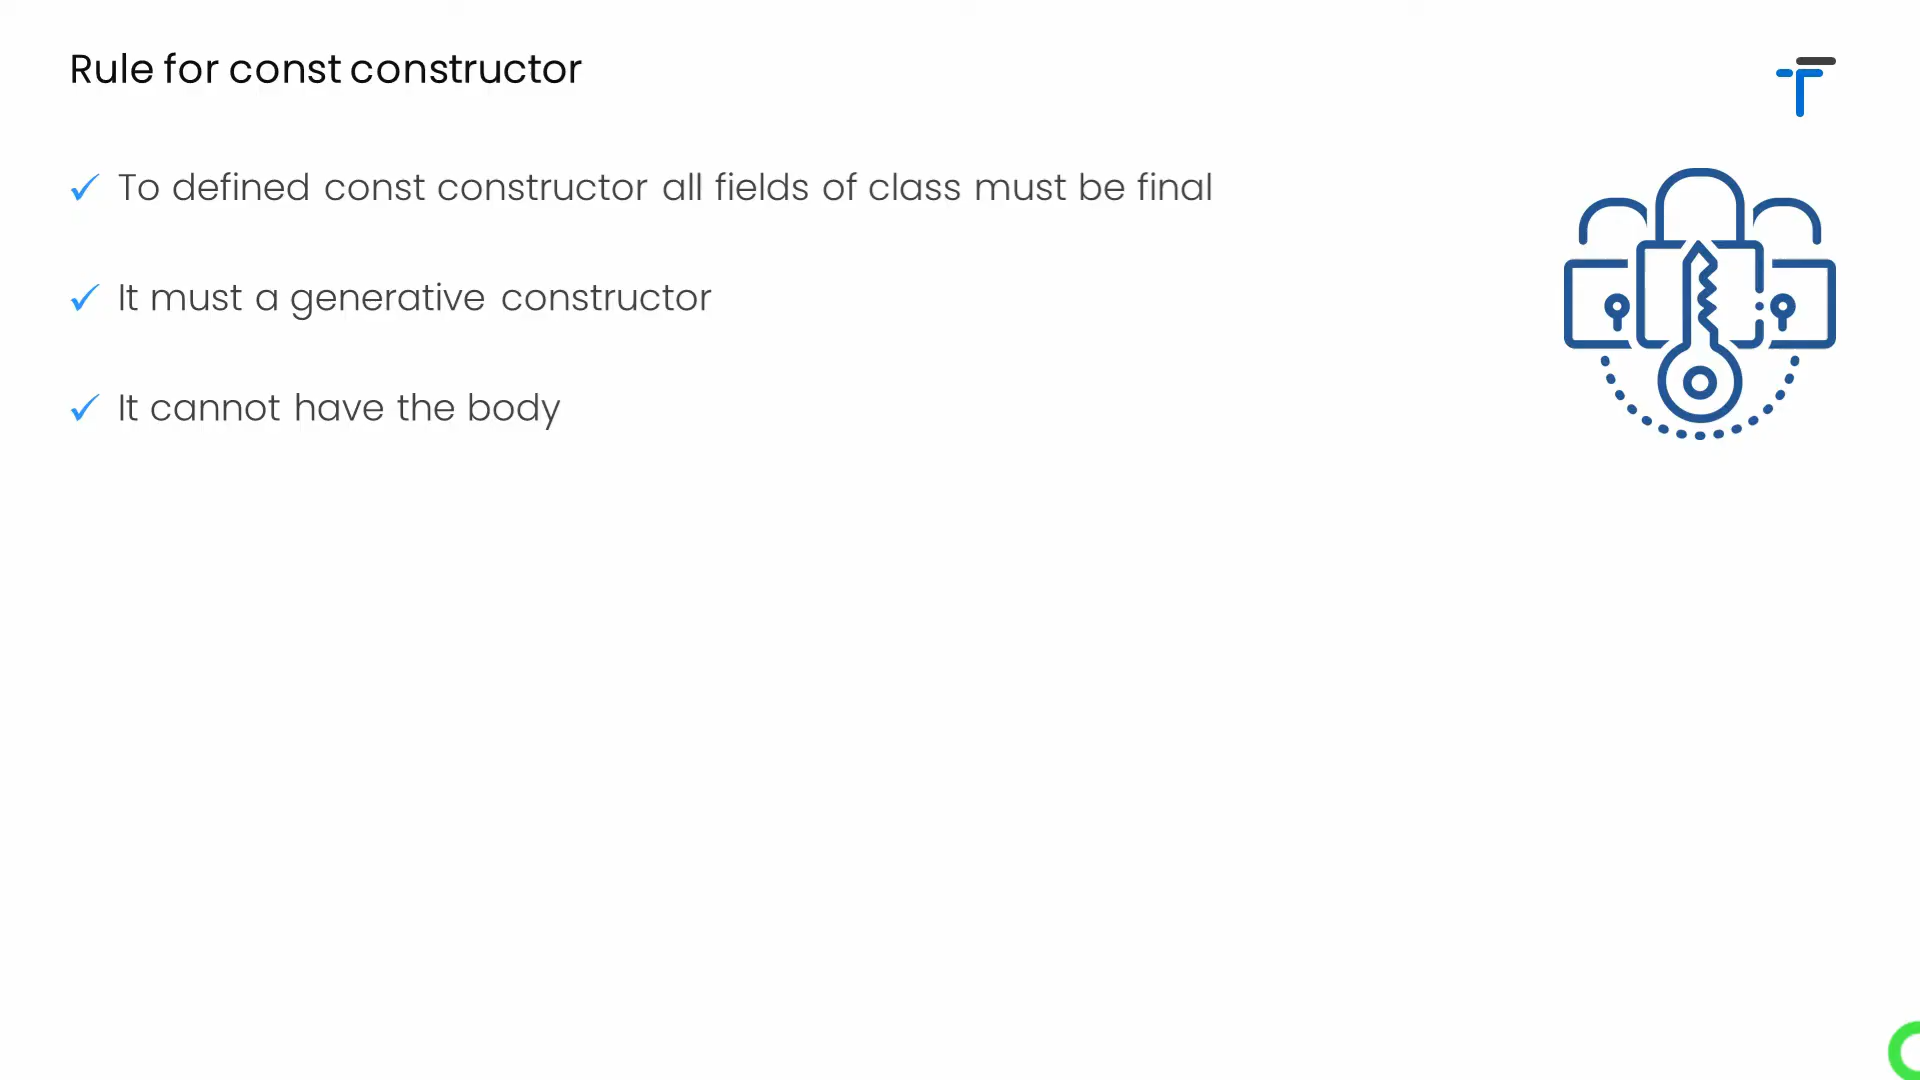 Rule for const constructor
To defined const constructor all fields of class must be final
It must a generative constructor
It cannot have the body